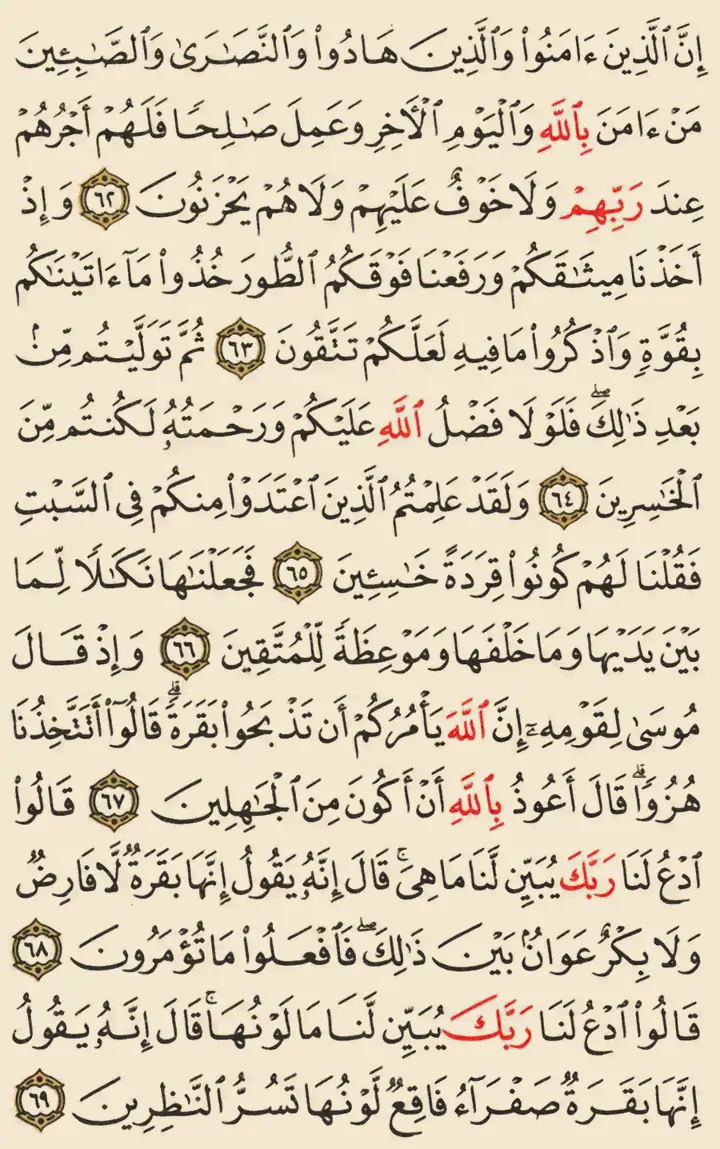 إِنَّ ٱلَّذِينَ ءَامَنُوا۟ وَٱلَّذِينَ هَادُوا۟ وَٱلنَّصَـٰرَىٰ وَٱلصَّـٰبِـِٔينَ
مَنْ ءَامَنَ بِٱللَّهِ وَٱلْيَوْمِ ٱلْـَٔاخِرِ وَعَمِلَ صَـٰلِحًا فَلَهُمْ أَجْرُهُمْ
عِندَ رَبِّهِمْ وَلَا خَوْفٌ عَلَيْهِمْ وَلَا هُمْ يَحْزَنُونَ ٦٢ وَإِذْ
أَخَذْنَا مِيثَـٰقَكُمْ وَرَفَعْنَا فَوْقَكُمُ ٱلطُّورَ خُذُوا۟ مَآ ءَاتَيْنَـٰكُم
بِقُوَّةٍ وَٱذْكُرُوا۟ مَا فِيهِ لَعَلَّكُمْ تَتَّقُونَ ٦٣ ثُمَّ تَوَلَّيْتُم مِّنۢ
بَعْدِ ذَٰلِكَ ۖ فَلَوْلَا فَضْلُ ٱللَّهِ عَلَيْكُمْ وَرَحْمَتُهُۥ لَكُنتُم مِّنَ
ٱلْخَـٰسِرِينَ ٦٤ وَلَقَدْ عَلِمْتُمُ ٱلَّذِينَ ٱعْتَدَوْا۟ مِنكُمْ فِى ٱلسَّبْتِ
فَقُلْنَا لَهُمْ كُونُوا۟ قِرَدَةً خَـٰسِـِٔينَ ٦٥ فَجَعَلْنَـٰهَا نَكَـٰلًا لِّمَا
بَيْنَ يَدَيْهَا وَمَا خَلْفَهَا وَمَوْعِظَةً لِّلْمُتَّقِينَ ٦٦ وَإِذْ قَالَ
مُوسَىٰ لِقَوْمِهِۦٓ إِنَّ ٱللَّهَ يَأْمُرُكُمْ أَن تَذْبَحُوا۟ بَقَرَةً ۖ قَالُوٓا۟ أَتَتَّخِذُنَا
هُزُوًا ۖ قَالَ أَعُوذُ بِٱللَّهِ أَنْ أَكُونَ مِنَ ٱلْجَـٰهِلِينَ ٦٧ قَالُوا۟
ٱدْعُ لَنَا رَبَّكَ يُبَيِّن لَّنَا مَا هِىَ ۚ قَالَ إِنَّهُۥ يَقُولُ إِنَّهَا بَقَرَةٌ لَّا فَارِضٌ
وَلَا بِكْرٌ عَوَانٌۢ بَيْنَ ذَٰلِكَ ۖ فَٱفْعَلُوا۟ مَا تُؤْمَرُونَ ٦٨
قَالُوا۟ ٱدْعُ لَنَا رَبَّكَ يُبَيِّن لَّنَا مَا لَوْنُهَا ۚ قَالَ إِنَّهُۥ يَقُولُ
إِنَّهَا بَقَرَةٌ صَفْرَآءُ فَاقِعٌ لَّوْنُهَا تَسُرُّ ٱلنَّـٰظِرِينَ ٦٩